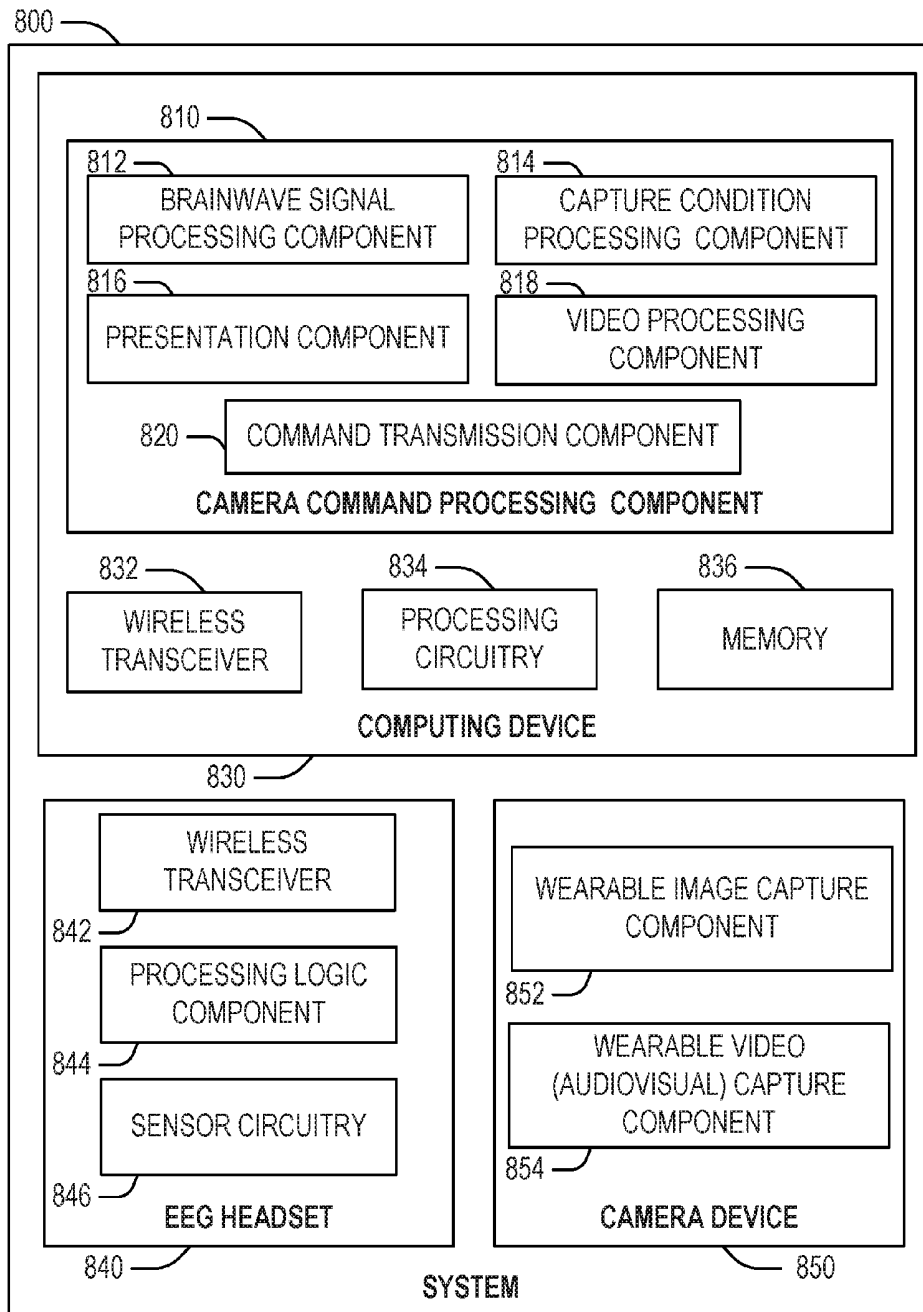 800
810
812
BRAINWAVE SIGNAL
PROCESSING COMPONENT
814
CAPTURE CONDITION
PROCESSING COMPONENT
816
PRESENTATION COMPONENT
818
VIDEO PROCESSING
COMPONENT
820
COMMAND TRANSMISSION COMPONENT
CAMERA COMMAND PROCESSING COMPONENT
832
WIRELESS
TRANSCEIVER
834
PROCESSING
CIRCUITRY
836
MEMORY
COMPUTING DEVICE
830
WIRELESS
TRANSCEIVER
842
PROCESSING LOGIC
COMPONENT
844
SENSOR CIRCUITRY
846
EEG HEADSET
840
WEARABLE IMAGE CAPTURE
COMPONENT
852
WEARABLE VIDEO
(AUDIOVISUAL) CAPTURE
COMPONENT
854
CAMERA DEVICE
850
SYSTEM